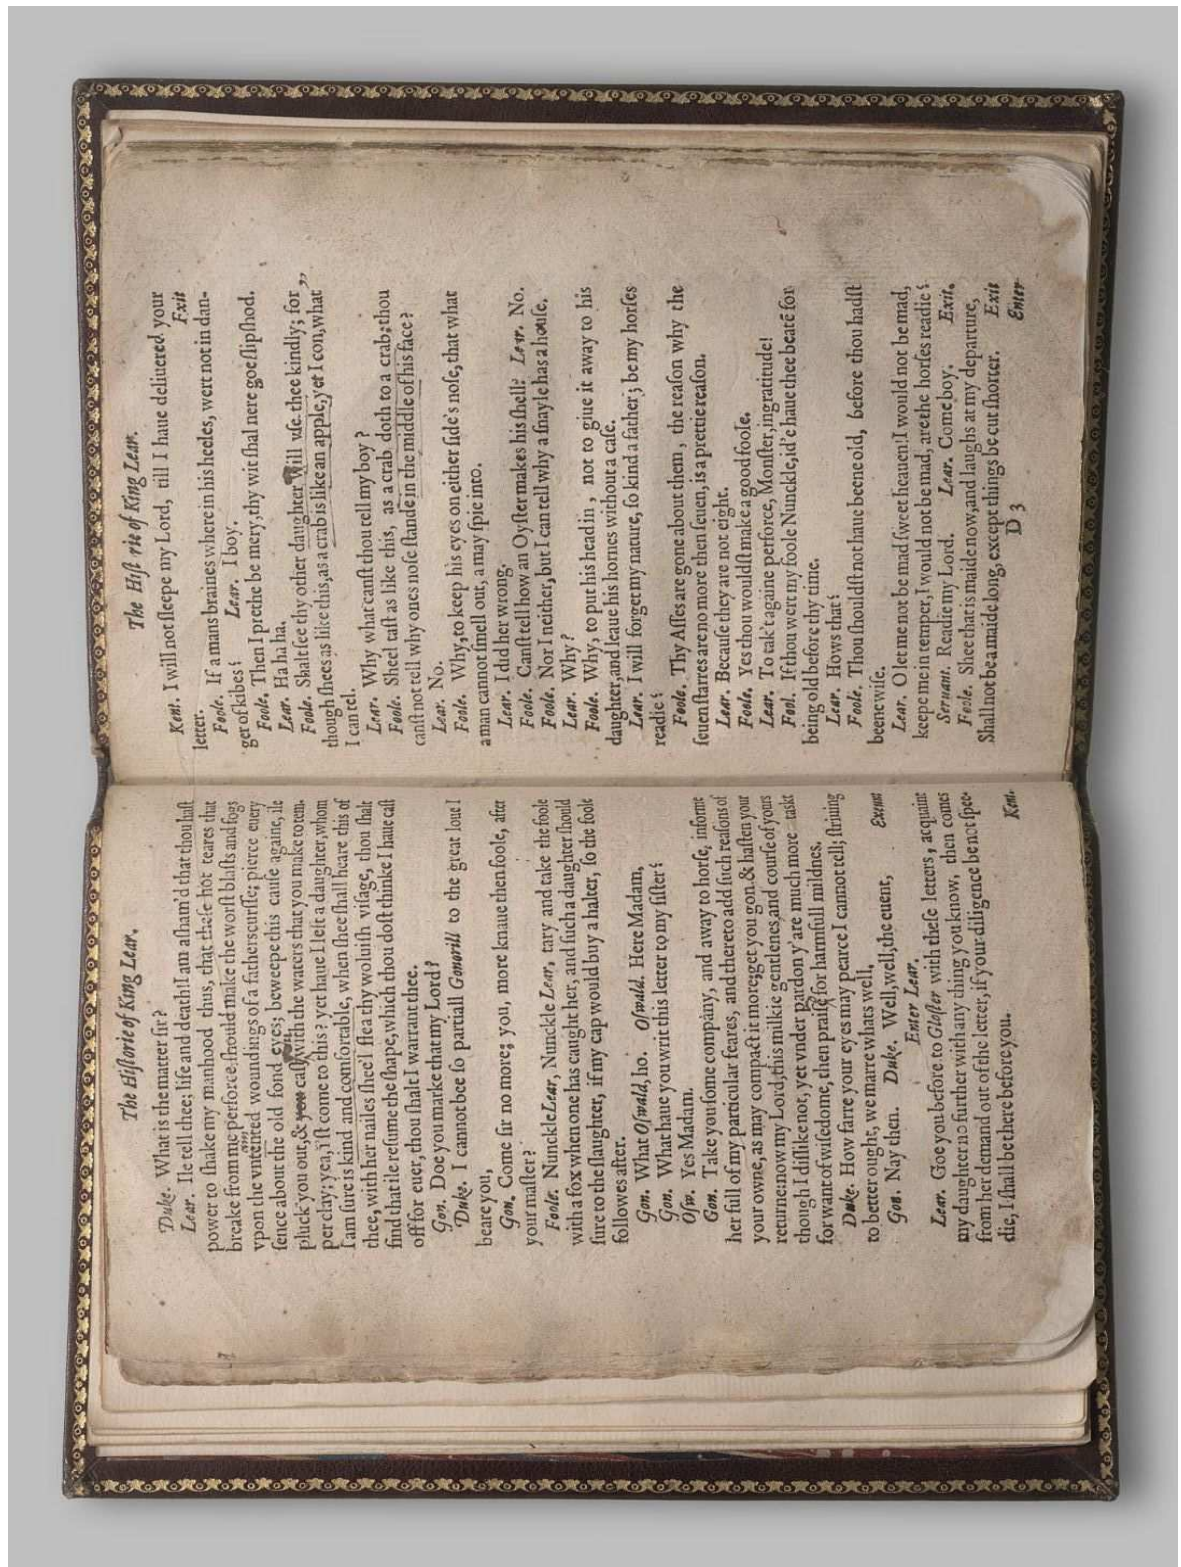 The Historie of King Lear.
Duke. What is the matter sir?
Lear. Ile tell thee; life and death! I am asham'd that thou hast
power to shake my manhood thus, that these hot teares that
breake from me perforce, should make the worst blasts and fogs
vpon the vntented woundings of a fathers cursse; pierce euery
sence about the old fond eyes; beweepe this cause againe, ile
pluck you out, & you cast with the waters that you make to tem-
per clay; yea, i'st come to this? yet haue I left a daughter, whom
I am sure is kind and comfortable, when shee shall heare this of
thee, with her nailes shee'l flea thy woluish visage, thou shalt
find that ile resume the shape, which thou dost thinke I haue cast
off for euer, thou shalt I warrant thee.
Gon. Doe you marke that my Lord?
Duke. I cannot bee so partiall Gonorill to the great loue I
beare you,
Gon. Come sir no more; you, more knaue then foole, after
your master?
Foole. Nunckle Lear, Nunckle Lear, tary and take the foole
with a fox when one has caught her, and such a daughter should
sure to the slaughter, if my cap would buy a halter, so the foole
followes after.
Gon. What Oswald, ho. Oswald. Here Madam,
Gon. What haue you writ this letter to my sister?
Osw. Yes Madam.
Gon. Take you some company, and away to horse, informe
her full of my particular feares, and thereto add such reasons of
your owne, as may compact it more; get you gon. & hasten your
returne: now my Lord, this milkie gentlenes and course of yours
though I dislike not, yet vnder pardon y'are much more taskt
for want of wisedome, then praise for harmfull mildnes.
Duke. How farre your eyes may pearce I cannot tell; striuing
to better ought, we marre whats well.
Gon. Nay then. Duke. Well, well, the euent, Exeunt
Enter Lear.
Lear. Goe you before to Gloster with these letters, acquaint
my daughter no further with any thing you know, then comes
from her demand out of the letter, if your diligence be not spee-
die, I shall be there before you.
Kent.
The Hist rie of King Lear.
Kent. I will not sleepe my Lord, till I haue deliuered your
letter. Exit
Foole. If a mans braines where in his heeles, wert not in dan-
ger of kibes? Lear. I boy.
Foole. Then I prethe be mery, thy wit shal nere goe slipshod.
Lear. Ha ha ha.
Foole. Shalt see thy other daughter will vse thee kindly; for
though shees as like this, as a crab is like an apple, yet I con, what
I can tel.
Lear. Why what canst thou tell my boy?
Foole. Sheel tast as like this, as a crab doth to a crab; thou
canst not tell why ones nose stande in the middle of his face?
Lear. No.
Foole. Why, to keep his eyes on either side's nose, that what
a man cannot smell out, a may spie into.
Lear. I did her wrong.
Foole. Canst tell how an Oyster makes his shell? Lear. No.
Foole. Nor I neither, but I can tell why a snayle has a house.
Lear. Why?
Foole. Why, to put his head in, not to giue it away to his
daughter, and leaue his hornes without a case.
Lear. I will forget my nature, so kind a father; be my horses
readie?
Foole. Thy Asses are gone about them, the reason why the
seuen starres are no more then seuen, is a prettie reason.
Lear. Because they are not eight.
Foole. Yes thou wouldst make a good foole.
Lear. To tak't againe perforce, Monster, ingratitude!
Fool. If thou wert my foole Nunckle, id'e haue thee beatē for
being old before thy time.
Lear. Hows that?
Foole. Thou shouldst not haue beene old, before thou hadst
beene wise.
Lear. O let me not be mad sweet heauen! I would not be mad,
keepe me in temper, I would not be mad, are the horses readie?
Seruant. Readie my Lord. Lear. Come boy. Exit.
Foole. Shee that is maide now, and laughs at my departure,
Shall not be a maide long, except things be cut shorter. Exit
D 3 Enter